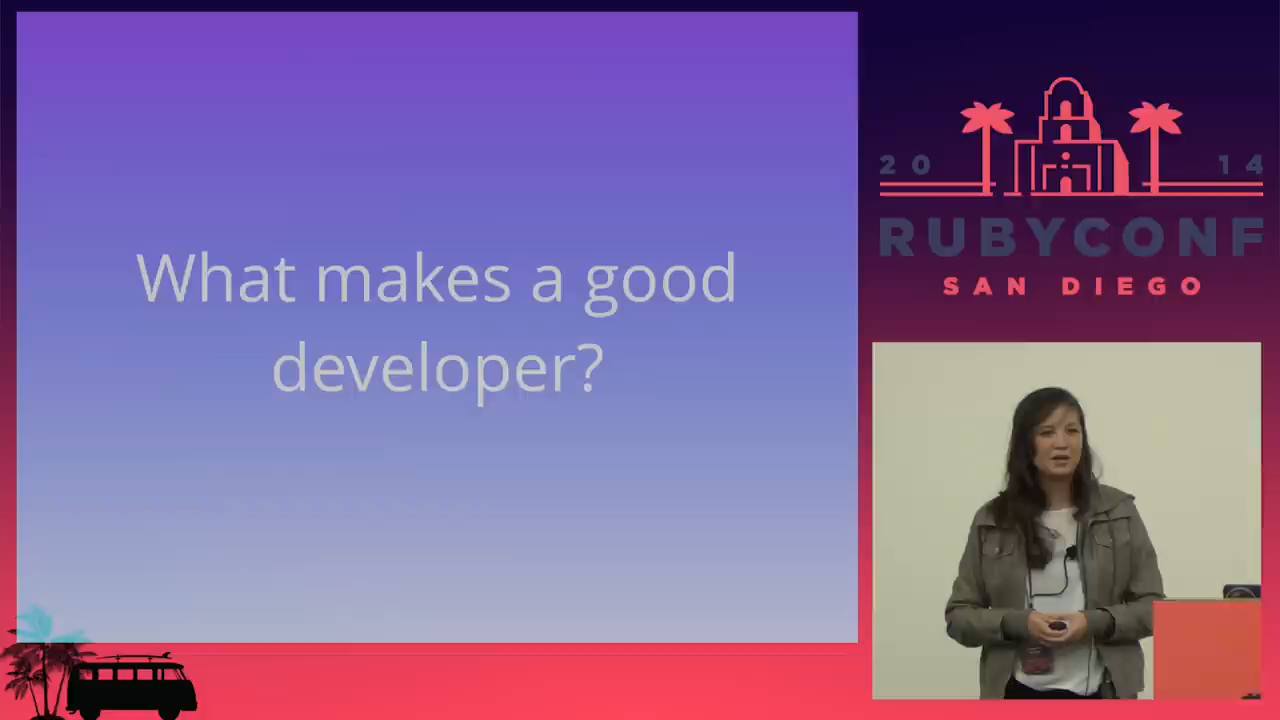 What makes a good
developer?
20 14
RUBYCONF
SAN DIEGO